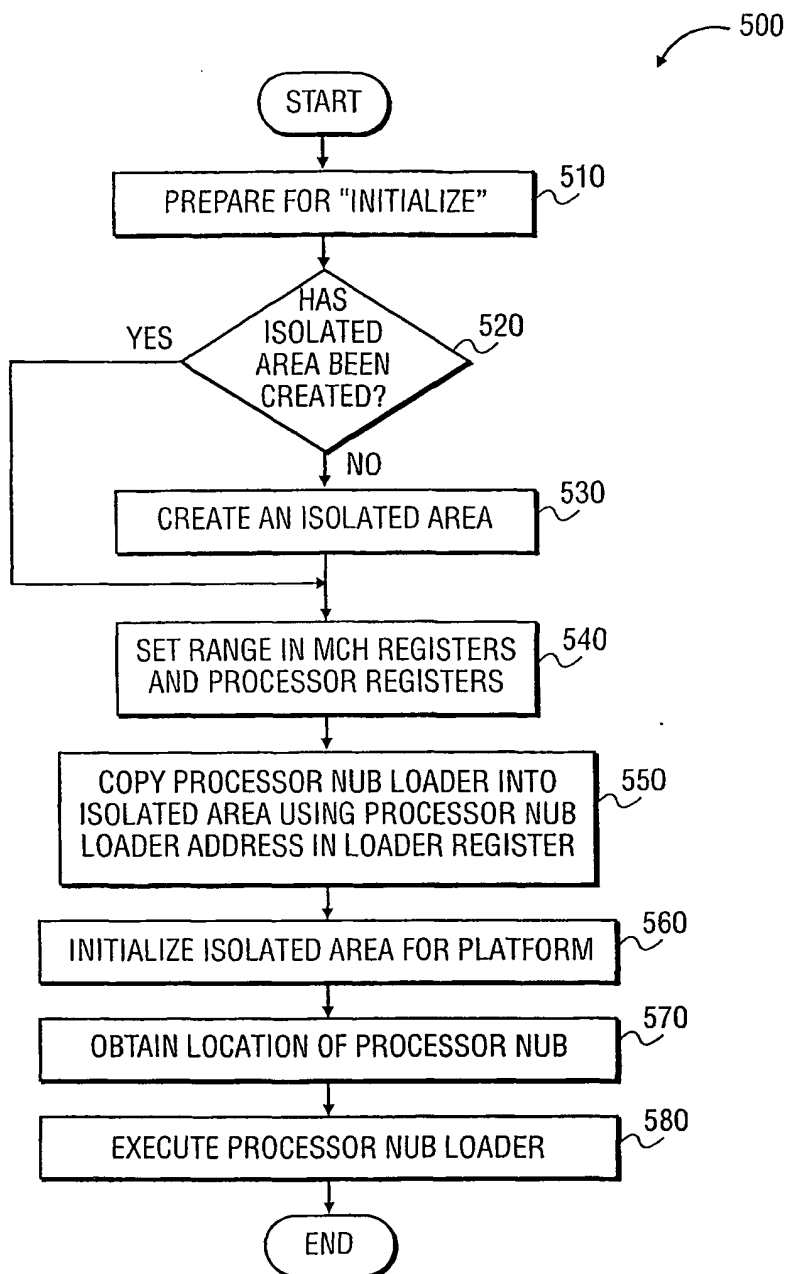 500
START
510
PREPARE FOR “INITIALIZE”
HAS
ISOLATED
AREA BEEN
CREATED?
520
YES
NO
530
CREATE AN ISOLATED AREA
SET RANGE IN MCH REGISTERS
AND PROCESSOR REGISTERS
540
COPY PROCESSOR NUB LOADER INTO
ISOLATED AREA USING PROCESSOR NUB
LOADER ADDRESS IN LOADER REGISTER
550
INITIALIZE ISOLATED AREA FOR PLATFORM
560
OBTAIN LOCATION OF PROCESSOR NUB
570
EXECUTE PROCESSOR NUB LOADER
580
END